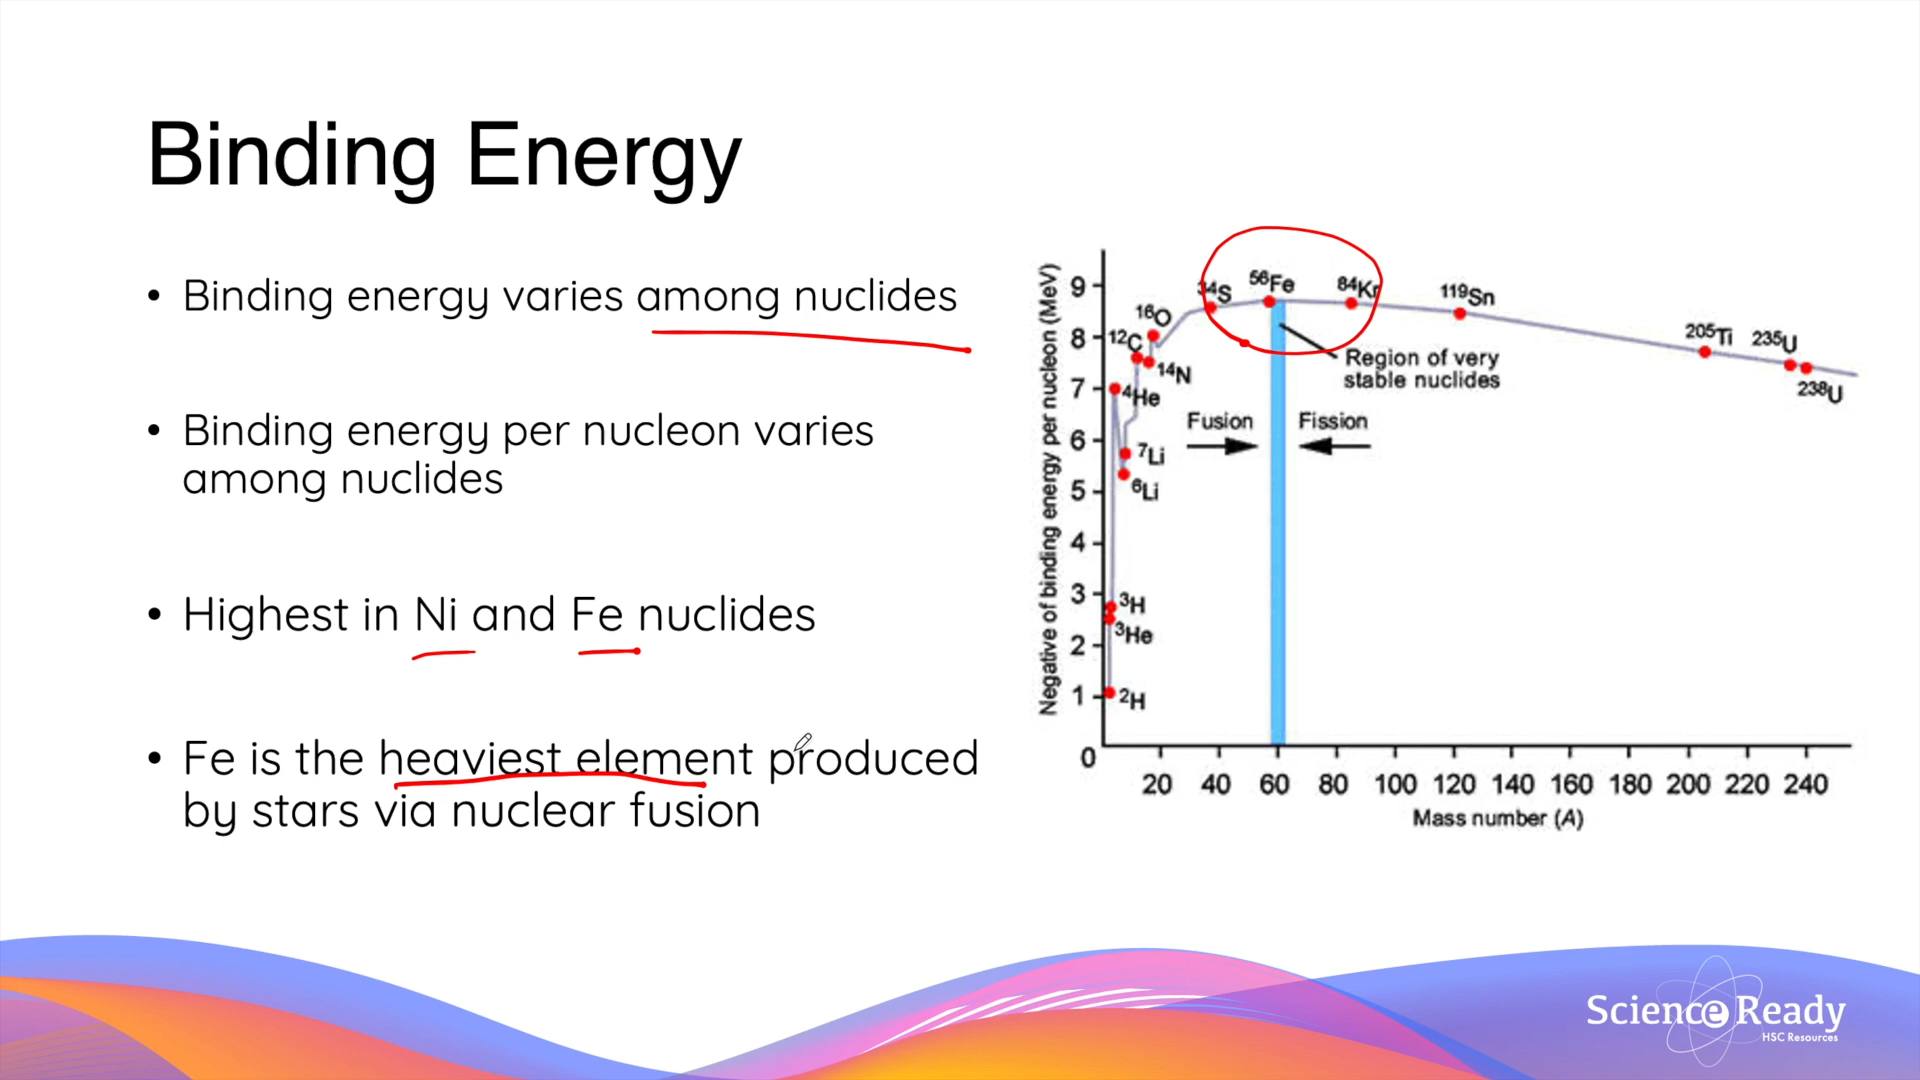 Binding Energy
• Binding energy varies among nuclides
• Binding energy per nucleon varies
among nuclides
• Highest in Ni and Fe nuclides
• Fe is the heaviest element produced
by stars via nuclear fusion
Negative of binding energy per nucleon (MeV)
9
8
7
6
5
4
3
2
1
0
20 40 60 80 100 120 140 160 180 200 220 240
Mass number (A)
²H
³He
³H
⁶Li
⁷Li
⁴He
¹²C
¹⁴N
¹⁶O
³⁴S
⁵⁶Fe
⁸⁴Kr
¹¹⁹Sn
²⁰⁵Ti
²³⁵U
²³⁸U
Region of very
stable nuclides
Fusion
Fission
Science Ready
HSC Resources